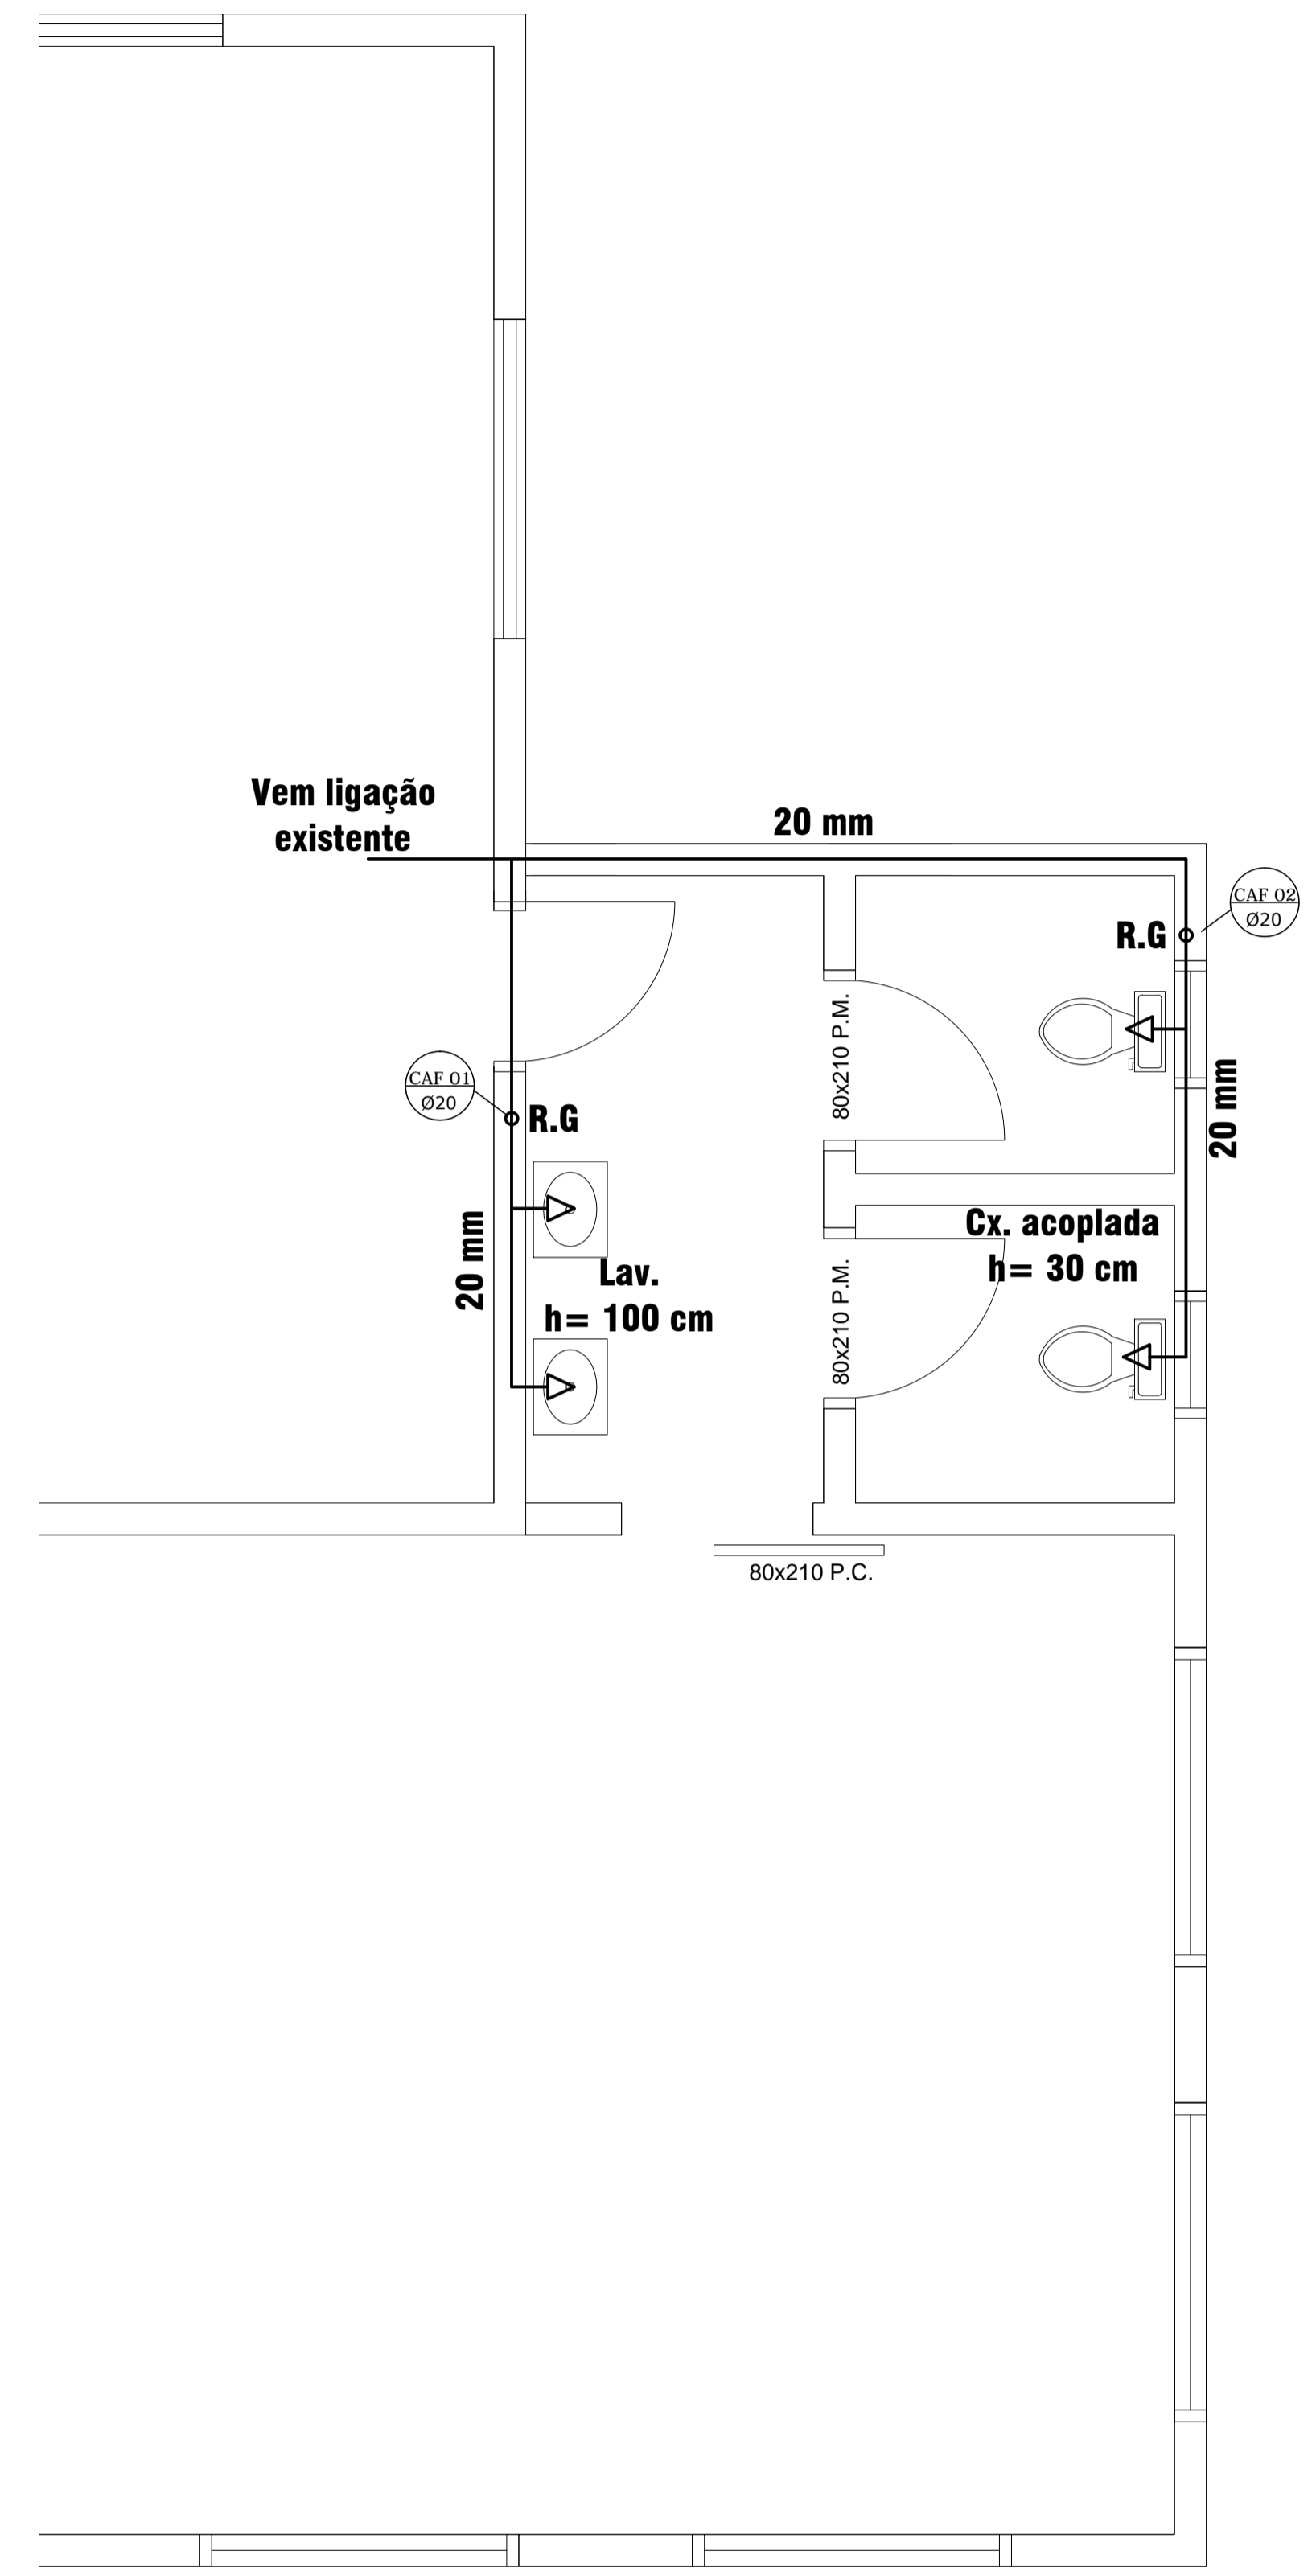 Vem ligação
existente
20 mm
CAF 02
Ø20
R.G
80x210 P.M.
20 mm
CAF 01
Ø20
R.G
20 mm
Cx. acoplada
h= 30 cm
Lav.
h= 100 cm
80x210 P.M.
80x210 P.C.